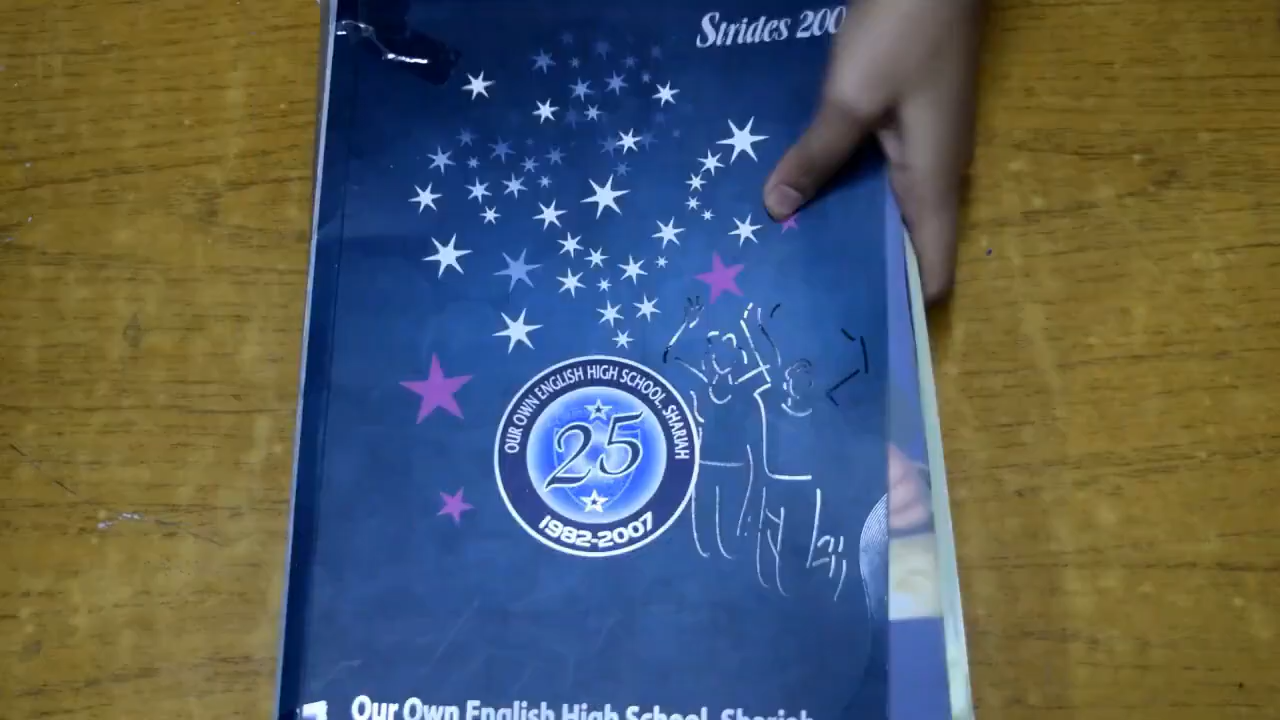 Strides 200
OUR OWN ENGLISH HIGH SCHOOL, SHARJAH
25
1982-2007
Our Own English High School, Sharjah